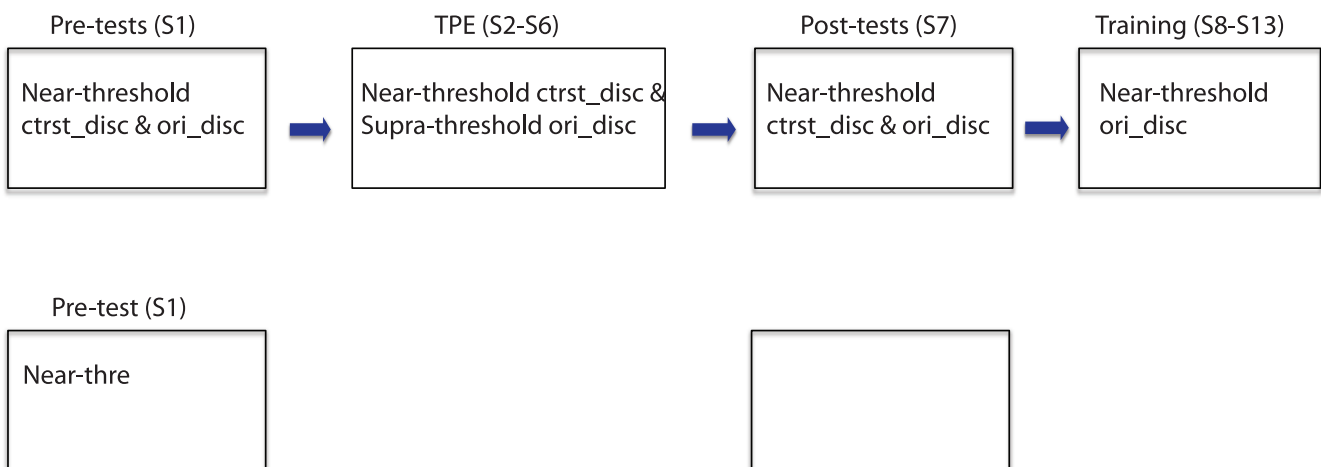 Pre-tests (S1)
TPE (S2-S6)
Post-tests (S7)
Training (S8-S13)
Near-threshold
ctrst_disc & ori_disc
Near-threshold ctrst_disc &
Supra-threshold ori_disc
Near-threshold
ctrst_disc & ori_disc
Near-threshold
ori_disc
Pre-test (S1)
Near-thre